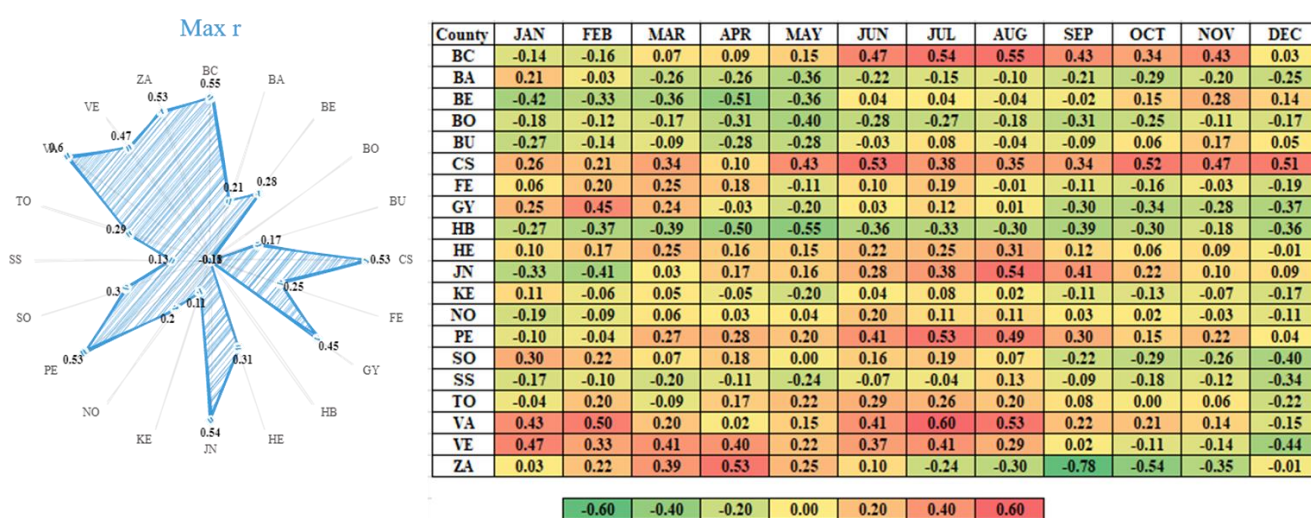 Max r
BC
0.55
BA
0.21
BE
0.28
BO
BU
0.17
CS
0.53
FE
0.25
GY
0.45
HB
HE
0.31
JN
0.54
KE
0.11
NO
0.2
PE
0.53
SO
0.3
SS
0.13
TO
0.29
0.6
VE
0.47
ZA
0.53
County JAN FEB MAR APR MAY JUN JUL AUG SEP OCT NOV DEC
BC -0.14 -0.16 0.07 0.09 0.15 0.47 0.54 0.55 0.43 0.34 0.43 0.03
BA 0.21 -0.03 -0.26 -0.26 -0.36 -0.22 -0.15 -0.10 -0.21 -0.29 -0.20 -0.25
BE -0.42 -0.33 -0.36 -0.51 -0.36 0.04 0.04 -0.04 -0.02 0.15 0.28 0.14
BO -0.18 -0.12 -0.17 -0.31 -0.40 -0.28 -0.27 -0.18 -0.31 -0.25 -0.11 -0.17
BU -0.27 -0.14 -0.09 -0.28 -0.28 -0.03 0.08 -0.04 -0.09 0.06 0.17 0.05
CS 0.26 0.21 0.34 0.10 0.43 0.53 0.38 0.35 0.34 0.52 0.47 0.51
FE 0.06 0.20 0.25 0.18 -0.11 0.10 0.19 -0.01 -0.11 -0.16 -0.03 -0.19
GY 0.25 0.45 0.24 -0.03 -0.20 0.03 0.12 0.01 -0.30 -0.34 -0.28 -0.37
HB -0.27 -0.37 -0.39 -0.50 -0.55 -0.36 -0.33 -0.30 -0.39 -0.30 -0.18 -0.36
HE 0.10 0.17 0.25 0.16 0.15 0.22 0.25 0.31 0.12 0.06 0.09 -0.01
JN -0.33 -0.41 0.03 0.17 0.16 0.28 0.38 0.54 0.41 0.22 0.10 0.09
KE 0.11 -0.06 0.05 -0.05 -0.20 0.04 0.08 0.02 -0.11 -0.13 -0.07 -0.17
NO -0.19 -0.09 0.06 0.03 0.04 0.20 0.11 0.11 0.03 0.02 -0.03 -0.11
PE -0.10 -0.04 0.27 0.28 0.20 0.41 0.53 0.49 0.30 0.15 0.22 0.04
SO 0.30 0.22 0.07 0.18 0.00 0.16 0.19 0.07 -0.22 -0.29 -0.26 -0.40
SS -0.17 -0.10 -0.20 -0.11 -0.24 -0.07 -0.04 0.13 -0.09 -0.18 -0.12 -0.34
TO -0.04 0.20 -0.09 0.17 0.22 0.29 0.26 0.20 0.08 0.00 0.06 -0.22
VA 0.43 0.50 0.20 0.02 0.15 0.41 0.60 0.53 0.22 0.21 0.14 -0.15
VE 0.47 0.33 0.41 0.40 0.22 0.37 0.41 0.29 0.02 -0.11 -0.14 -0.44
ZA 0.03 0.22 0.39 0.53 0.25 0.10 -0.24 -0.30 -0.78 -0.54 -0.35 -0.01
-0.60 -0.40 -0.20 0.00 0.20 0.40 0.60